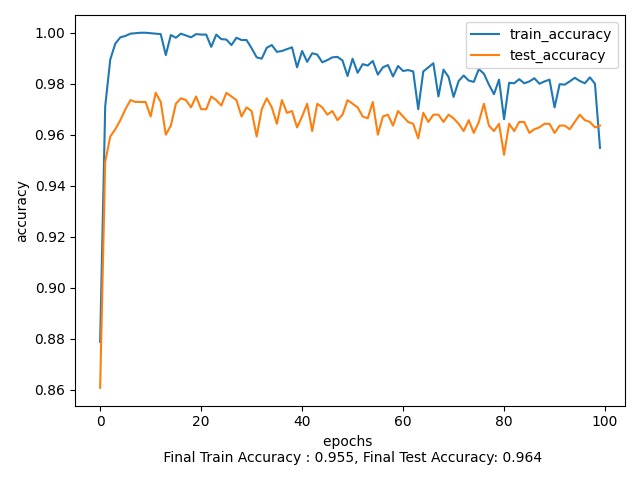 1.00
0.98
0.96
0.94
0.92
0.90
0.88
0.86
accuracy
train_accuracy
test_accuracy
0 20 40 60 80 100
epochs
Final Train Accuracy : 0.955, Final Test Accuracy: 0.964